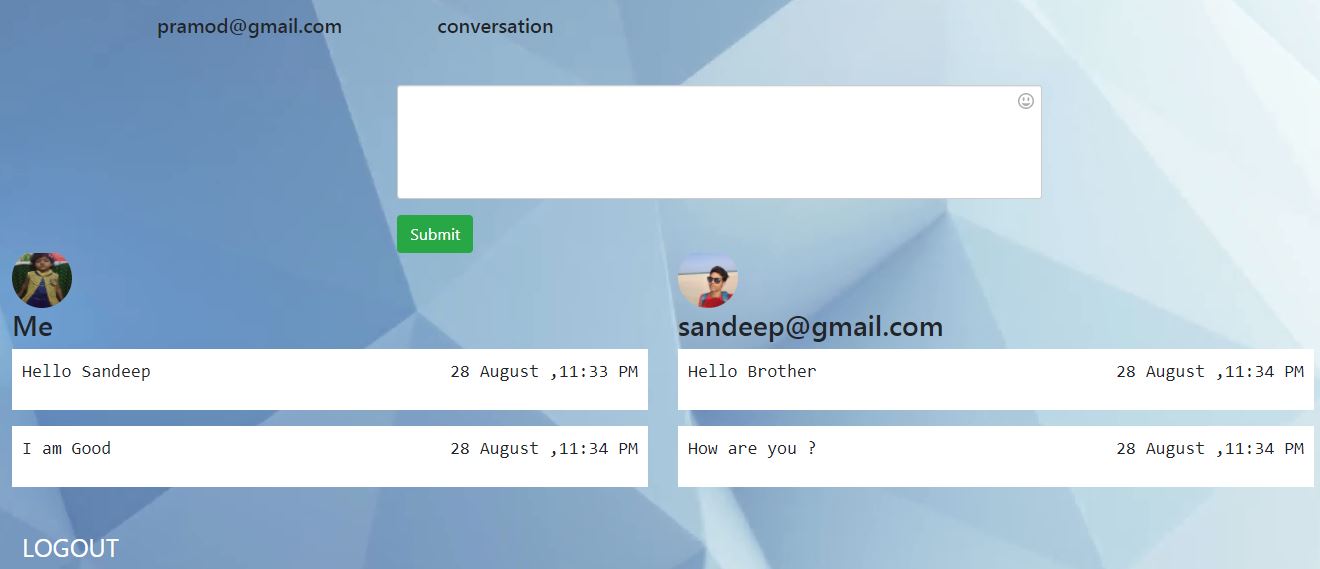 pramod@gmail.com conversation
Submit
Me
sandeep@gmail.com
Hello Sandeep 28 August ,11:33 PM
Hello Brother 28 August ,11:34 PM
I am Good 28 August ,11:34 PM
How are you ? 28 August ,11:34 PM
LOGOUT